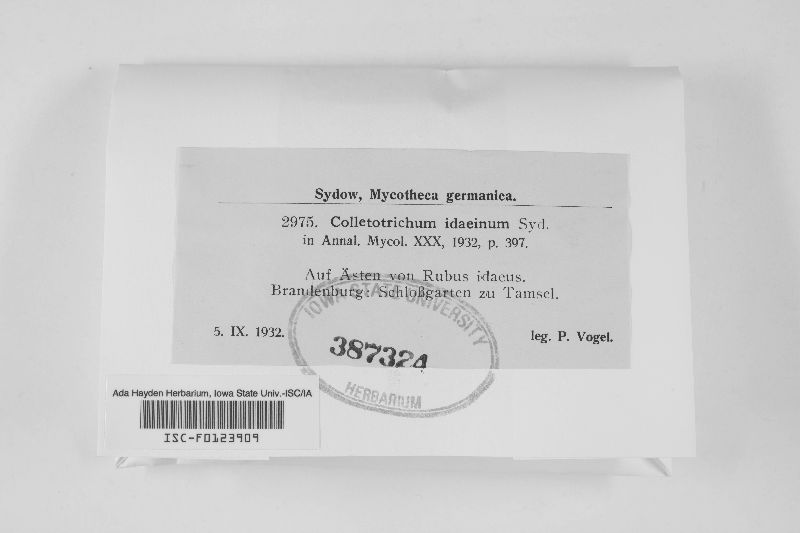 Sydow, Mycotheca germanica.
2975. Colletotrichum idaeinum Syd.
in Annal. Mycol. XXX, 1932, p. 397.
Auf Ästen von Rubus idaeus.
Brandenburg: Schloßgarten zu Tamsel.
5. IX. 1932.
leg. P. Vogel.
IOWA STATE UNIVERSITY
387324
HERBARIUM
Ada Hayden Herbarium, Iowa State Univ.-ISC/IA
ISC-F0123909